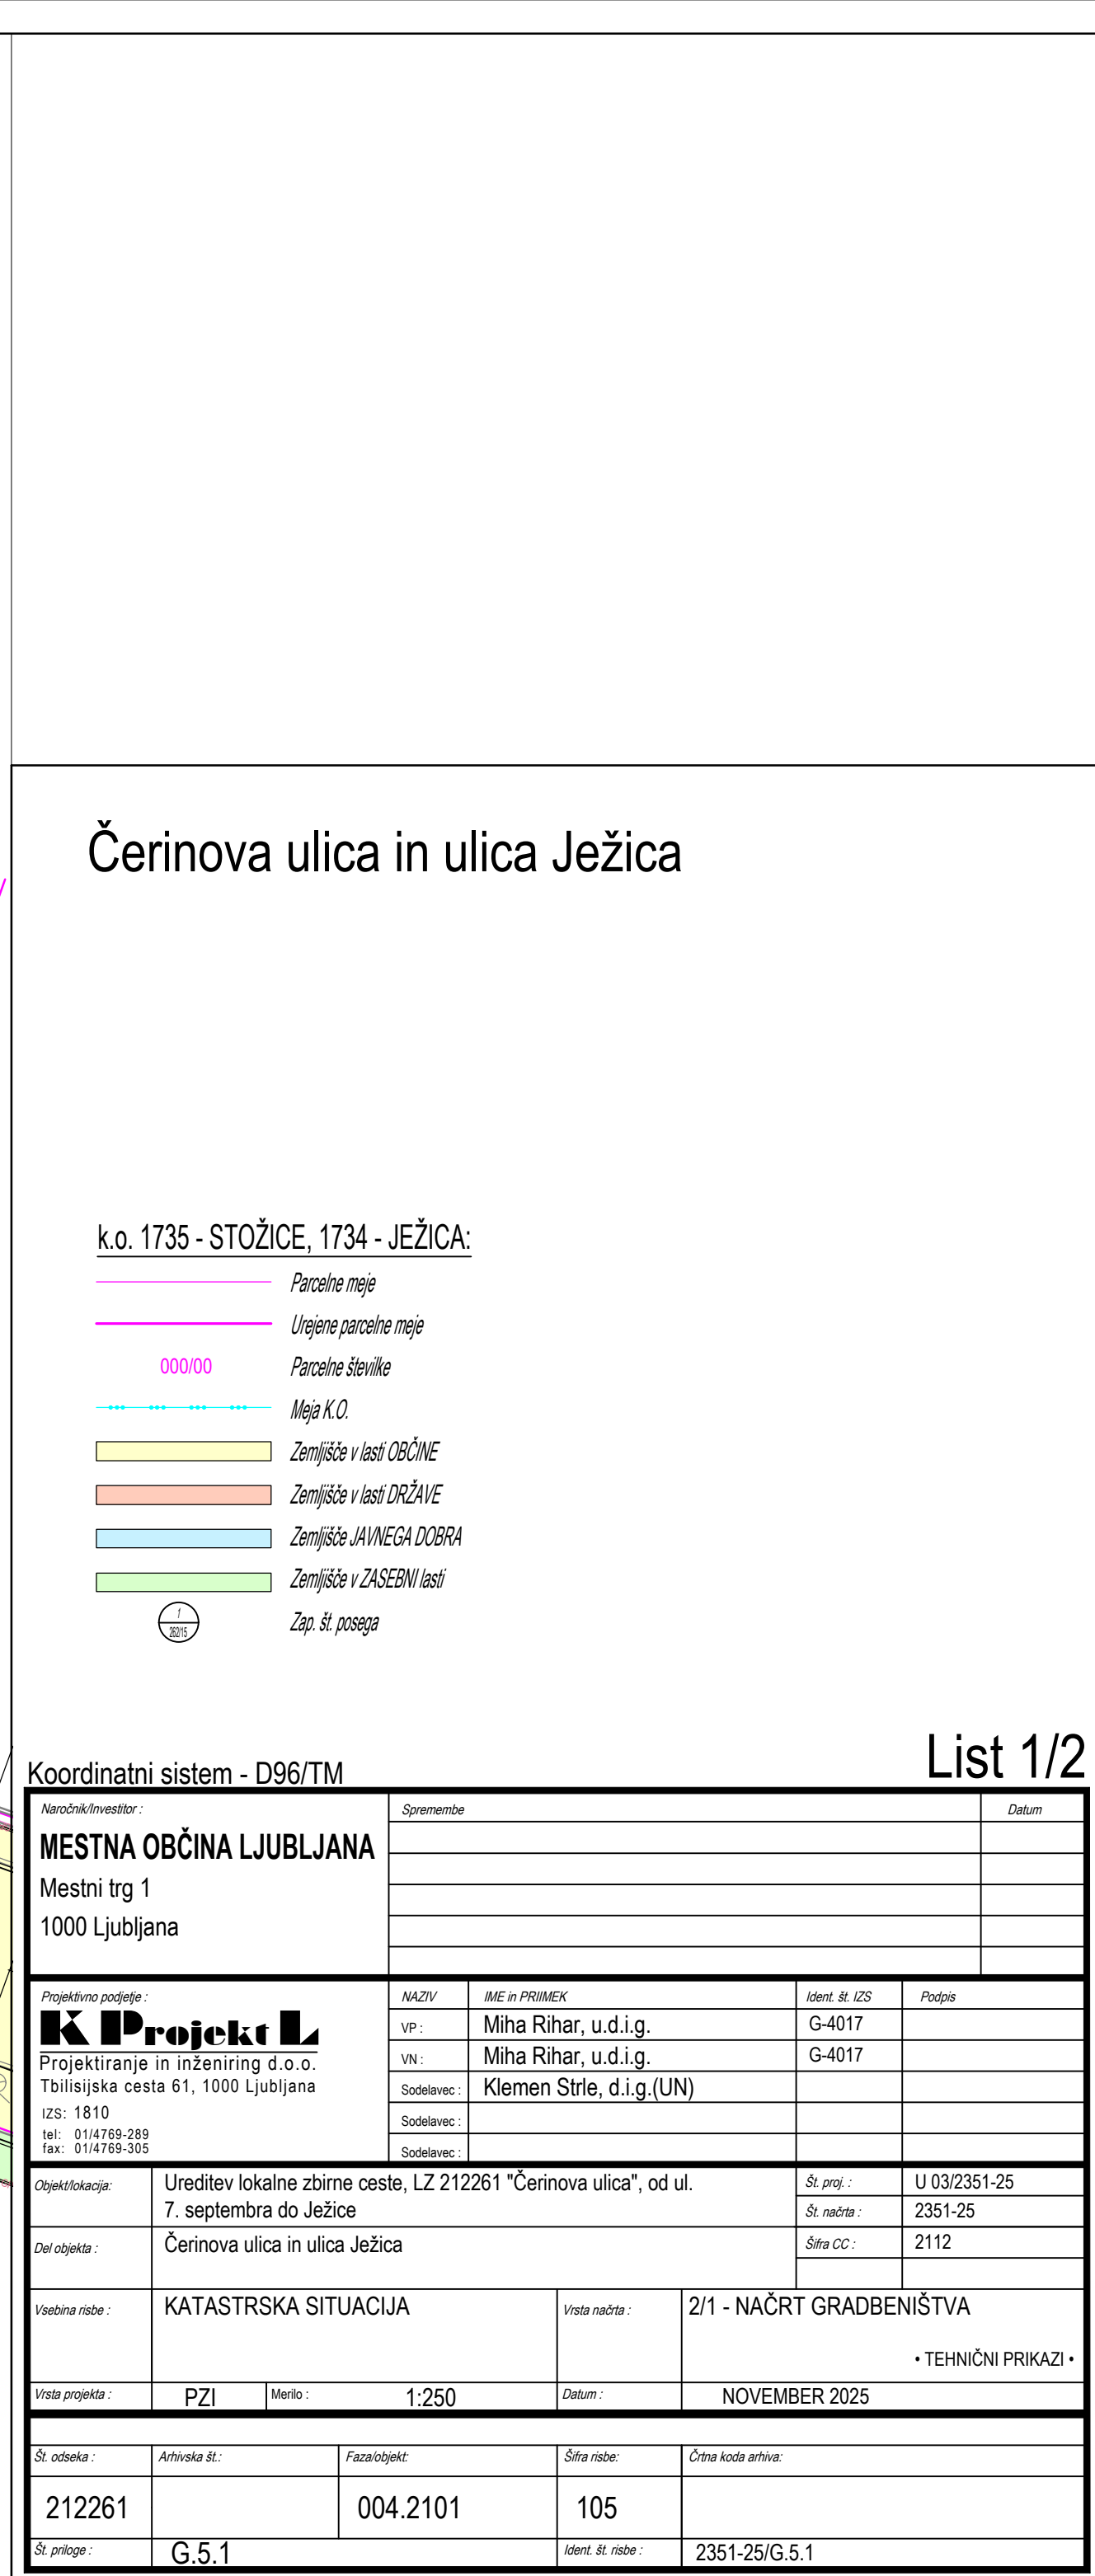 Čerinova ulica in ulica Ježica
k.o. 1735 - STOŽICE, 1734 - JEŽICA:
Parcelne meje
Urejene parcelne meje
000/00 Parcelne številke
Meja K.O.
Zemljišče v lasti OBČINE
Zemljišče v lasti DRŽAVE
Zemljišče JAVNEGA DOBRA
Zemljišče v ZASEBNI lasti
1
262/15
Zap. št. posega
List 1/2
Koordinatni sistem - D96/TM
Naročnik/Investitor :
MESTNA OBČINA LJUBLJANA
Mestni trg 1
1000 Ljubljana
Spremembe Datum
Projektivno podjetje :
K Projekt L
Projektiranje in inženiring d.o.o.
Tbilisijska cesta 61, 1000 Ljubljana
IZS: 1810
tel: 01/4769-289
fax: 01/4769-305
NAZIV IME in PRIIMEK Ident. št. IZS Podpis
VP : Miha Rihar, u.d.i.g. G-4017
VN : Miha Rihar, u.d.i.g. G-4017
Sodelavec : Klemen Strle, d.i.g.(UN)
Sodelavec :
Sodelavec :
Objekt/lokacija: Ureditev lokalne zbirne ceste, LZ 212261 "Čerinova ulica", od ul.
7. septembra do Ježice
Št. proj. : U 03/2351-25
Št. načrta : 2351-25
Del objekta : Čerinova ulica in ulica Ježica
Šifra CC : 2112
Vsebina risbe : KATASTRSKA SITUACIJA
Vrsta načrta : 2/1 - NAČRT GRADBENIŠTVA
• TEHNIČNI PRIKAZI •
Vrsta projekta : PZI Merilo : 1:250 Datum : NOVEMBER 2025
Št. odseka : Arhivska št.: Faza/objekt: Šifra risbe: Črtna koda arhiva:
212261 004.2101 105
Št. priloge : G.5.1 Ident. št. risbe : 2351-25/G.5.1